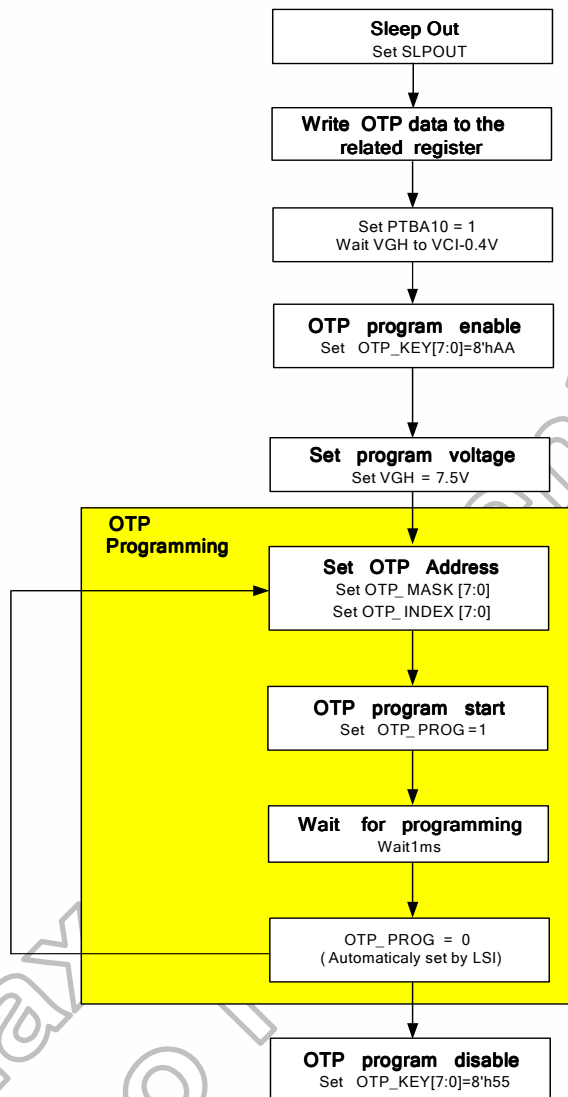 Sleep Out
Set SLPOUT
Write OTP data to the
related register
Set PTBA10 = 1
Wait VGH to VCI-0.4V
OTP program enable
Set OTP_KEY[7:0]=8'hAA
Set program voltage
Set VGH = 7.5V
OTP
Programming
Set OTP Address
Set OTP_MASK [7:0]
Set OTP_INDEX [7:0]
OTP program start
Set OTP_PROG=1
Wait for programming
Wait1ms
OTP_PROG = 0
( Automaticaly set by LSI)
OTP program disable
Set OTP_KEY[7:0]=8'h55